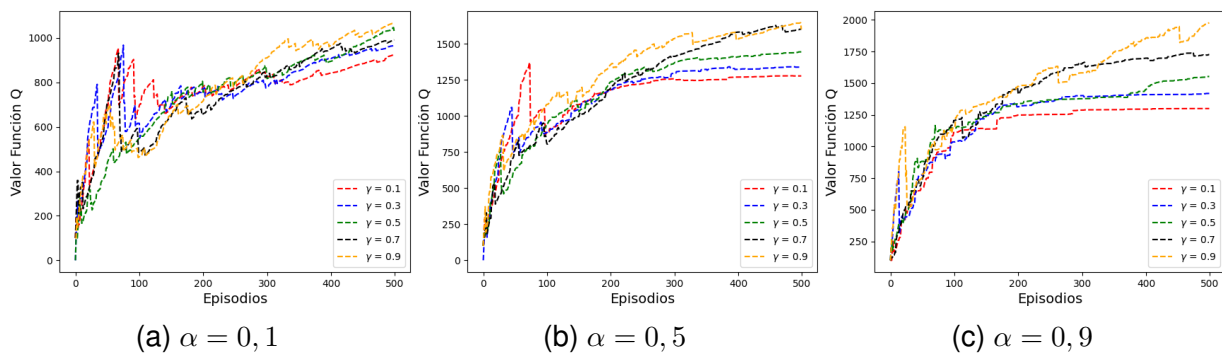 Valor Función Q
1000
800
600
400
200
0
0 100 200 300 400 500
Episodios
γ = 0.1
γ = 0.3
γ = 0.5
γ = 0.7
γ = 0.9
(a) α = 0, 1
Valor Función Q
1500
1250
1000
750
500
250
0
0 100 200 300 400 500
Episodios
γ = 0.1
γ = 0.3
γ = 0.5
γ = 0.7
γ = 0.9
(b) α = 0, 5
Valor Función Q
2000
1750
1500
1250
1000
750
500
250
0 100 200 300 400 500
Episodios
γ = 0.1
γ = 0.3
γ = 0.5
γ = 0.7
γ = 0.9
(c) α = 0, 9